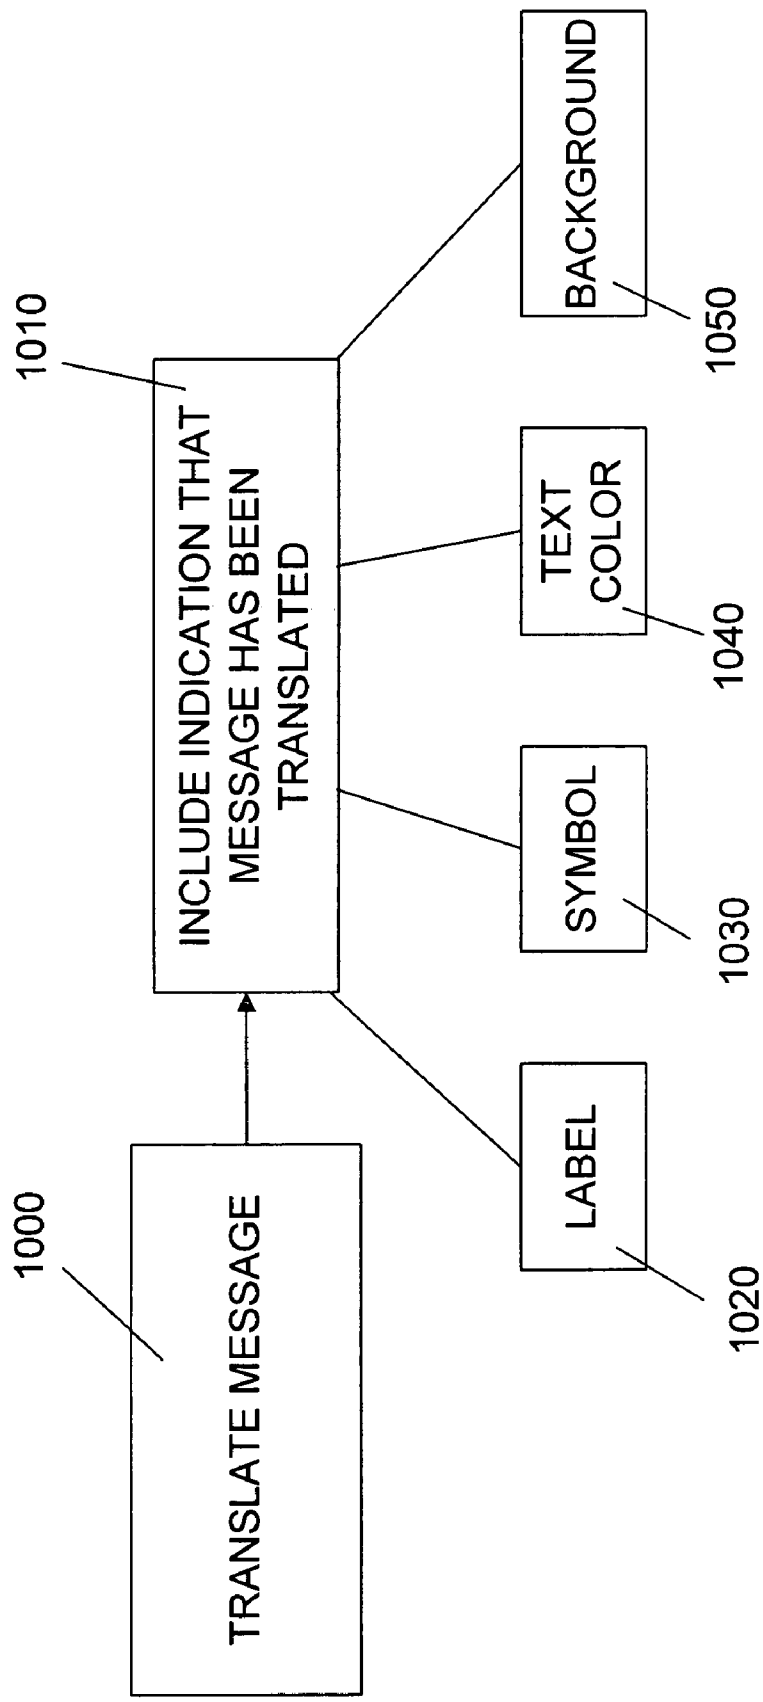 1000
TRANSLATE MESSAGE
1010
INCLUDE INDICATION THAT
MESSAGE HAS BEEN
TRANSLATED
LABEL
1020
SYMBOL
1030
TEXT
COLOR
1040
BACKGROUND
1050